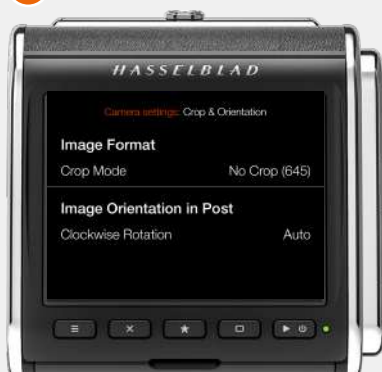 HASSELBLAD
Camera settings: Crop & Orientation
Image Format
Crop Mode No Crop (645)
Image Orientation in Post
Clockwise Rotation Auto